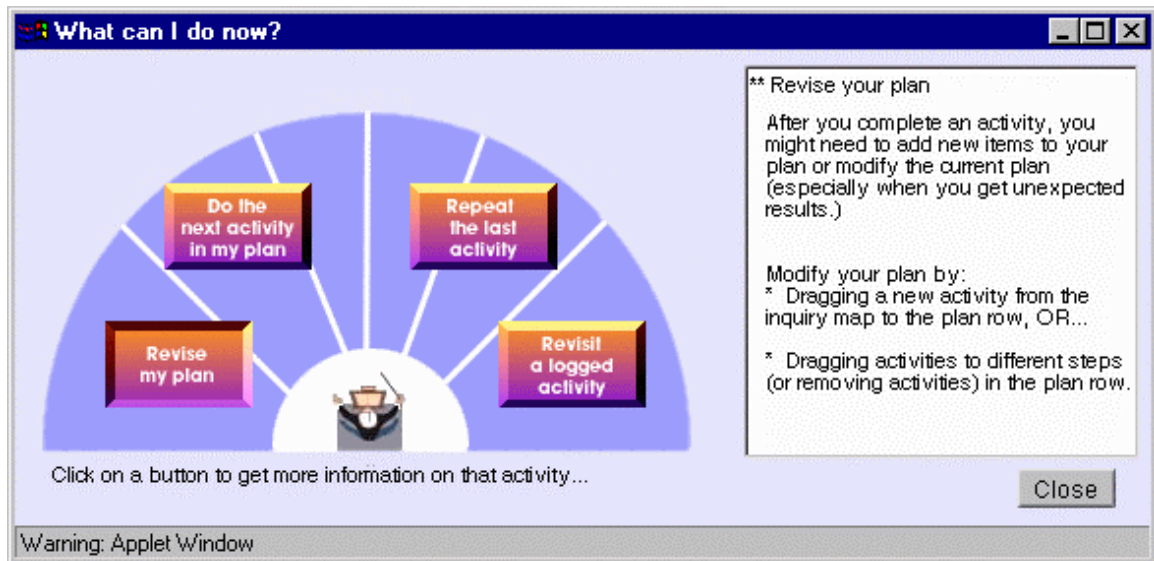 What can I do now?
Do the
next activity
in my plan
Repeat
the last
activity
Revise
my plan
Revisit
a logged
activity
Click on a button to get more information on that activity...
** Revise your plan
After you complete an activity, you
might need to add new items to your
plan or modify the current plan
(especially when you get unexpected
results.)
Modify your plan by:
* Dragging a new activity from the
inquiry map to the plan row, OR...
* Dragging activities to different steps
(or removing activities) in the plan row.
Close
Warning: Applet Window